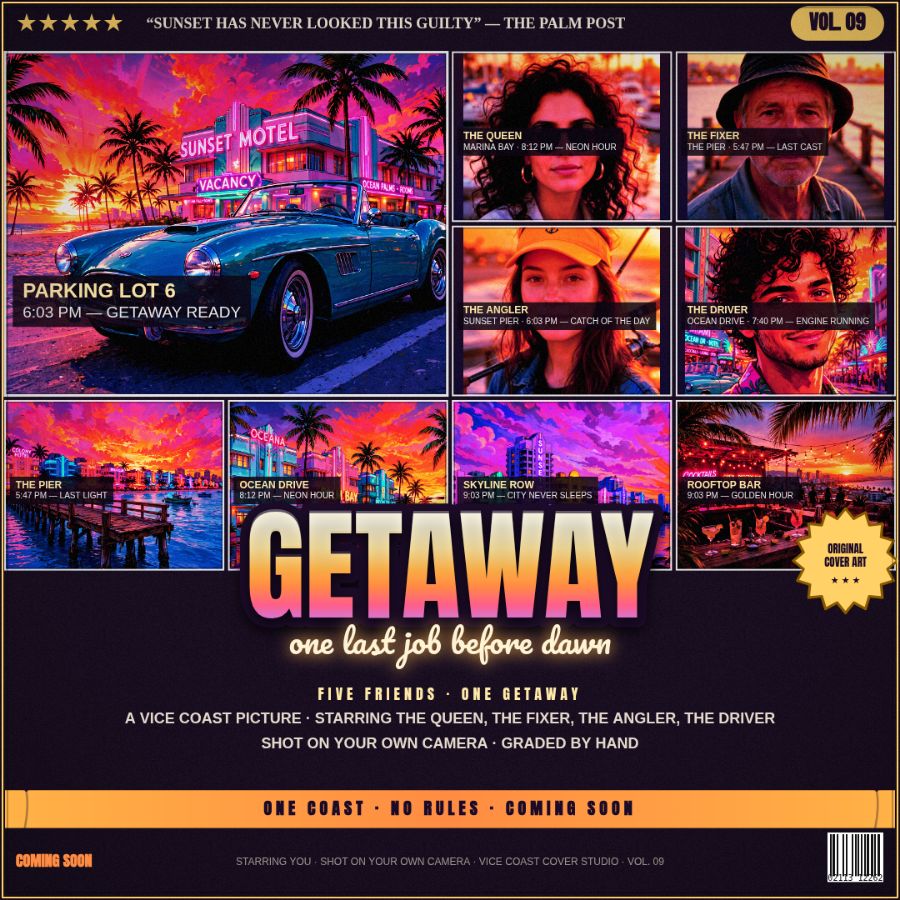 ★★★★★ “SUNSET HAS NEVER LOOKED THIS GUILTY” — THE PALM POST
VOL. 09
SUNSET MOTEL
VACANCY
OCEAN PALMS - ROOMS
PARKING LOT 6
6:03 PM — GETAWAY READY
THE QUEEN
MARINA BAY · 8:12 PM — NEON HOUR
THE FIXER
THE PIER · 5:47 PM — LAST CAST
THE ANGLER
SUNSET PIER · 6:03 PM — CATCH OF THE DAY
THE DRIVER
OCEAN DRIVE · 7:40 PM — ENGINE RUNNING
THE PIER
5:47 PM — LAST LIGHT
OCEANA
OCEAN DRIVE
8:12 PM — NEON HOUR
BAY
SUNSE
SKYLINE ROW
9:03 PM — CITY NEVER SLEEPS
COCKTAILS
ROOFTOP BAR
9:03 PM — GOLDEN HOUR
ORIGINAL
COVER ART
★ ★ ★
GETAWAY
one last job before dawn
FIVE FRIENDS · ONE GETAWAY
A VICE COAST PICTURE · STARRING THE QUEEN, THE FIXER, THE ANGLER, THE DRIVER
SHOT ON YOUR OWN CAMERA · GRADED BY HAND
ONE COAST · NO RULES · COMING SOON
COMING SOON
STARRING YOU · SHOT ON YOUR OWN CAMERA · VICE COAST COVER STUDIO · VOL. 09
02113 12262